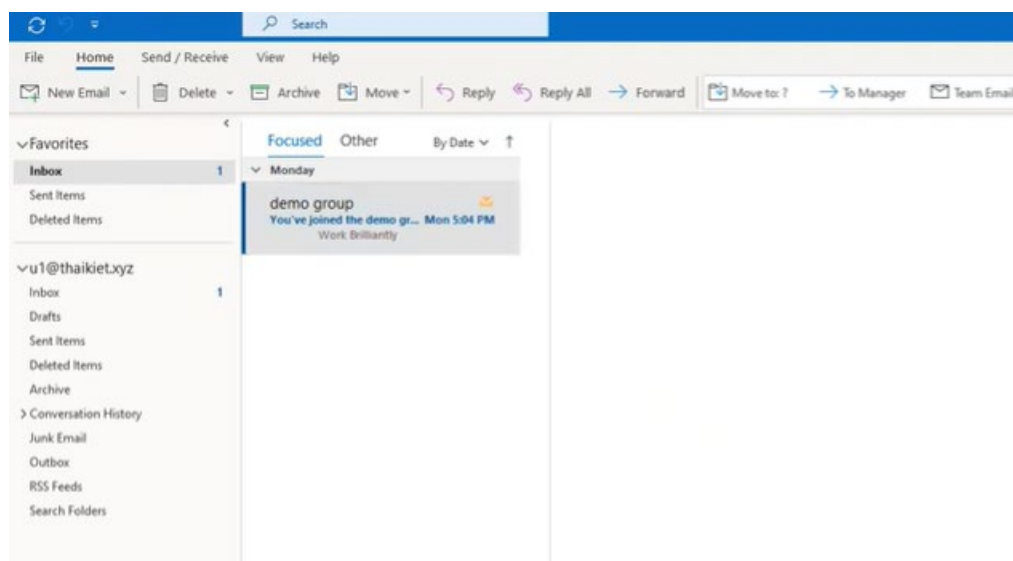 Search
File Home Send / Receive View Help
New Email Delete Archive Move Reply Reply All Forward Move to: ? To Manager Team Email
Favorites
Inbox 1
Sent Items
Deleted Items
u1@thaikiet.xyz
Inbox 1
Drafts
Sent Items
Deleted Items
Archive
Conversation History
Junk Email
Outbox
RSS Feeds
Search Folders
Focused Other By Date
Monday
demo group
You've joined the demo gr... Mon 5:04 PM
Work Brilliantly